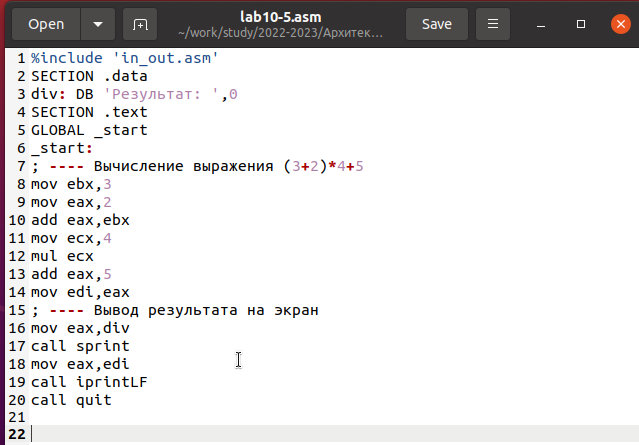 Open
lab10-5.asm
~/work/study/2022-2023/Архитек...
Save
1 %include 'in_out.asm'
2 SECTION .data
3 div: DB 'Результат: ',0
4 SECTION .text
5 GLOBAL _start
6 _start:
7 ; ---- Вычисление выражения (3+2)*4+5
8 mov ebx,3
9 mov eax,2
10 add eax,ebx
11 mov ecx,4
12 mul ecx
13 add eax,5
14 mov edi,eax
15 ; ---- Вывод результата на экран
16 mov eax,div
17 call sprint
18 mov eax,edi
19 call iprintLF
20 call quit
21
22